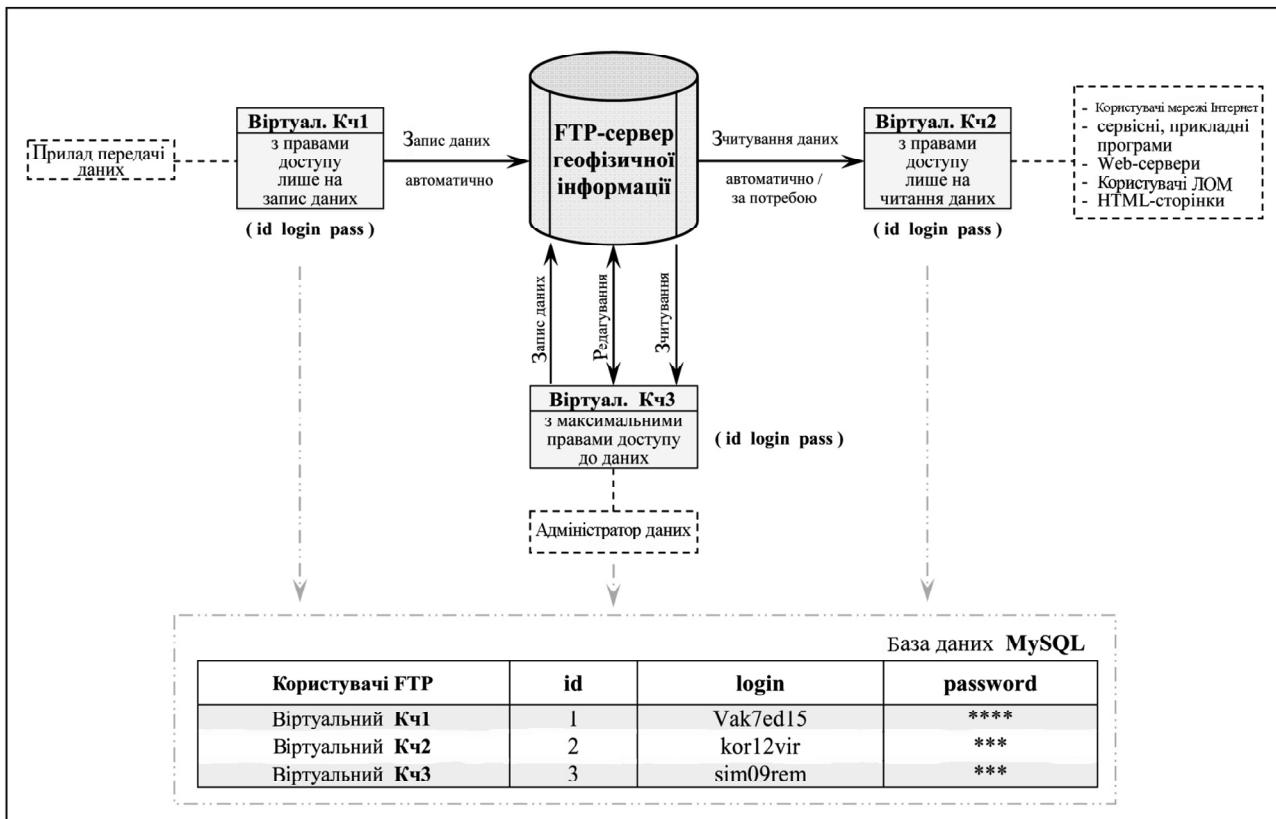 Прилад передачі
даних
Віртуал. Кч1
з правами
доступу
лише на
запис даних
( id login pass )
Запис даних
автоматично
FTP-сервер
геофізичної
інформації
Зчитування даних
автоматично /
за потребою
Віртуал. Кч2
з правами
доступу
лише на
читання даних
( id login pass )
- Користувачі мережі Інтернет
- сервісні, прикладні
програми
- Web-сервери
- Користувачі ЛОМ
- HTML-сторінки
Запис даних
Редагування
Зчитування
Віртуал. Кч3
з максимальними
правами доступу
до даних
( id login pass )
Адміністратор даних
База даних MySQL
Користувачі FTP id login password
Віртуальний Кч1 1 Vak7ed15 ****
Віртуальний Кч2 2 kor12vir ***
Віртуальний Кч3 3 sim09rem ***